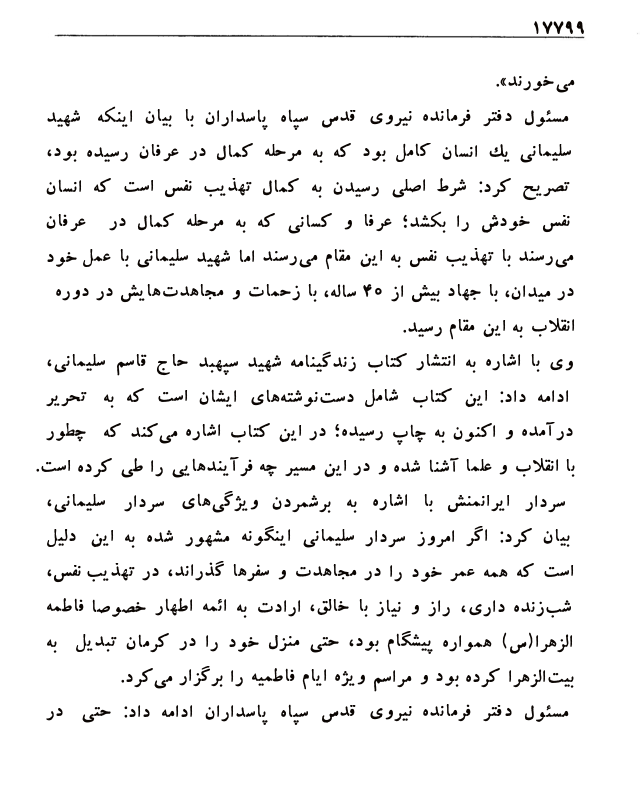 ۱۷۷۹۹
می‌خورند».
مسئول دفتر فرمانده نیروی قدس سپاه پاسداران با بیان اینکه شهید
سلیمانی یك انسان کامل بود که به مرحله کمال در عرفان رسیده بود،
تصریح کرد: شرط اصلی رسیدن به کمال تهذیب نفس است که انسان
نفس خودش را بکشد؛ عرفا و کسانی که به مرحله کمال در عرفان
می‌رسند با تهذیب نفس به این مقام می‌رسند اما شهید سلیمانی با عمل خود
در میدان، با جهاد بیش از ۴۰ ساله، با زحمات و مجاهدت‌هایش در دوره
انقلاب به این مقام رسید.
وی با اشاره به انتشار کتاب زندگینامه شهید سپهبد حاج قاسم سلیمانی،
ادامه داد: این کتاب شامل دست‌نوشته‌های ایشان است که به تحریر
درآمده و اکنون به چاپ رسیده؛ در این کتاب اشاره می‌کند که چطور
با انقلاب و علما آشنا شده و در این مسیر چه فرآیندهایی را طی کرده است.
سردار ایرانمنش با اشاره به برشمردن ویژگی‌های سردار سلیمانی،
بیان کرد: اگر امروز سردار سلیمانی اینگونه مشهور شده به این دلیل
است که همه عمر خود را در مجاهدت و سفرها گذراند، در تهذیب نفس،
شب‌زنده داری، راز و نیاز با خالق، ارادت به ائمه اطهار خصوصا فاطمه
الزهرا(س) همواره پیشگام بود، حتی منزل خود را در کرمان تبدیل به
بیت‌الزهرا کرده بود و مراسم ویژه ایام فاطمیه را برگزار می‌کرد.
مسئول دفتر فرمانده نیروی قدس سپاه پاسداران ادامه داد: حتی در